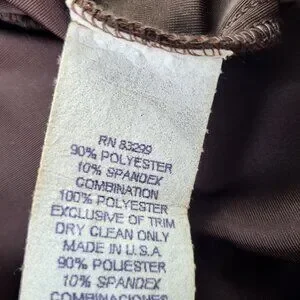 RN 83299
90% POLYESTER
10% SPANDEX
COMBINATION
100% POLYESTER
EXCLUSIVE OF TRIM
DRY CLEAN ONLY
MADE IN U.S.A
90% POLIESTER
10% SPANDEX
COMBINACIONES